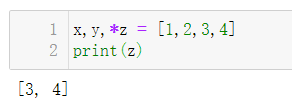 1 x,y,*z = [1,2,3,4]
2 print(z)
[3, 4]